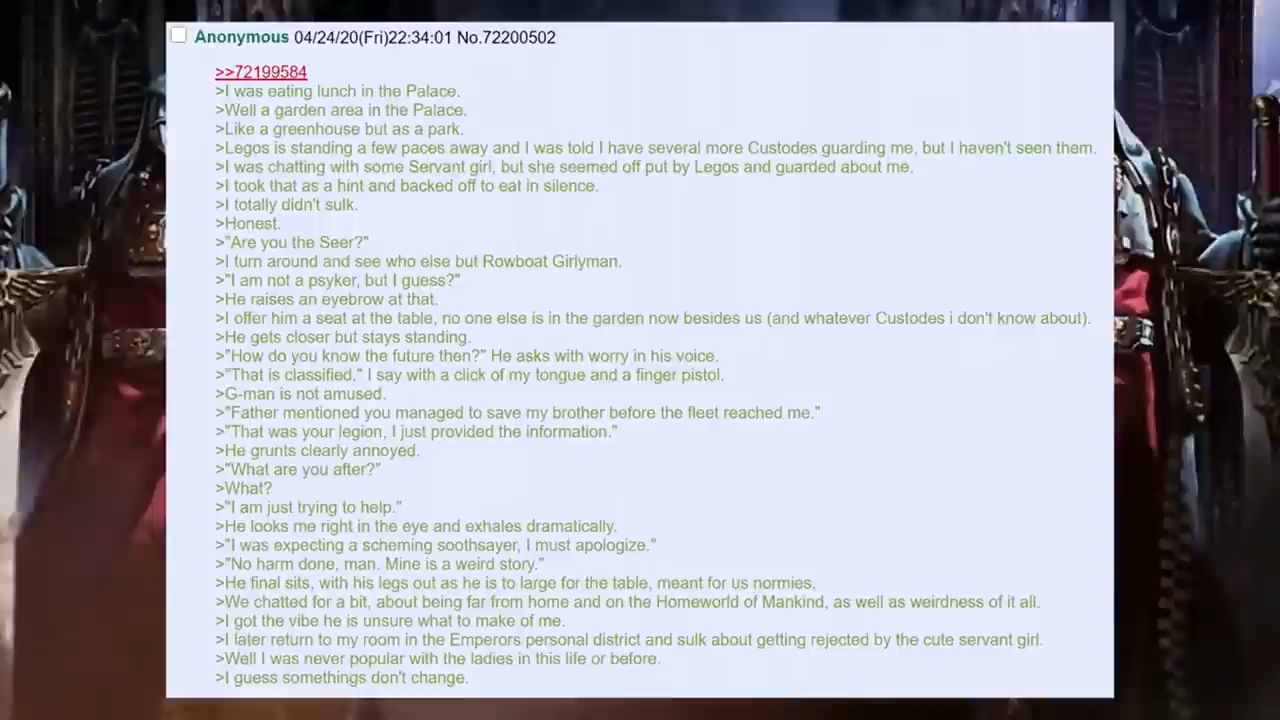 Anonymous 04/24/20(Fri)22:34:01 No.72200502
>>72199584
>I was eating lunch in the Palace.
>Well a garden area in the Palace.
>Like a greenhouse but as a park.
>Legos is standing a few paces away and I was told I have several more Custodes guarding me, but I haven't seen them.
>I was chatting with some Servant girl, but she seemed off put by Legos and guarded about me.
>I took that as a hint and backed off to eat in silence.
>I totally didn't sulk.
>Honest.
>"Are you the Seer?"
>I turn around and see who else but Rowboat Girlyman.
>"I am not a psyker, but I guess?"
>He raises an eyebrow at that.
>I offer him a seat at the table, no one else is in the garden now besides us (and whatever Custodes i don't know about).
>He gets closer but stays standing.
>"How do you know the future then?" He asks with worry in his voice.
>"That is classified." I say with a click of my tongue and a finger pistol.
>G-man is not amused.
>"Father mentioned you managed to save my brother before the fleet reached me."
>"That was your legion, I just provided the information."
>He grunts clearly annoyed.
>"What are you after?"
>What?
>"I am just trying to help."
>He looks me right in the eye and exhales dramatically.
>"I was expecting a scheming soothsayer, I must apologize."
>"No harm done, man. Mine is a weird story."
>He final sits, with his legs out as he is to large for the table, meant for us normies.
>We chatted for a bit, about being far from home and on the Homeworld of Mankind, as well as weirdness of it all.
>I got the vibe he is unsure what to make of me.
>I later return to my room in the Emperors personal district and sulk about getting rejected by the cute servant girl.
>Well I was never popular with the ladies in this life or before.
>I guess somethings don't change.